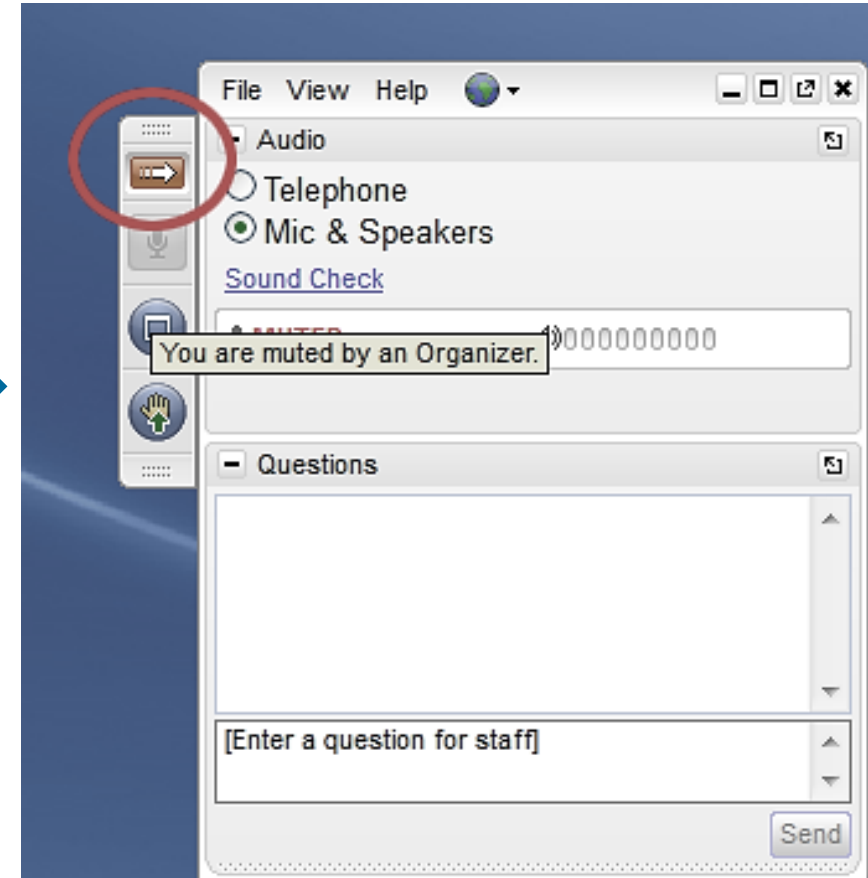 File View Help
Audio
Telephone
Mic & Speakers
Sound Check
You are muted by an Organizer.
Questions
[Enter a question for staff]
Send